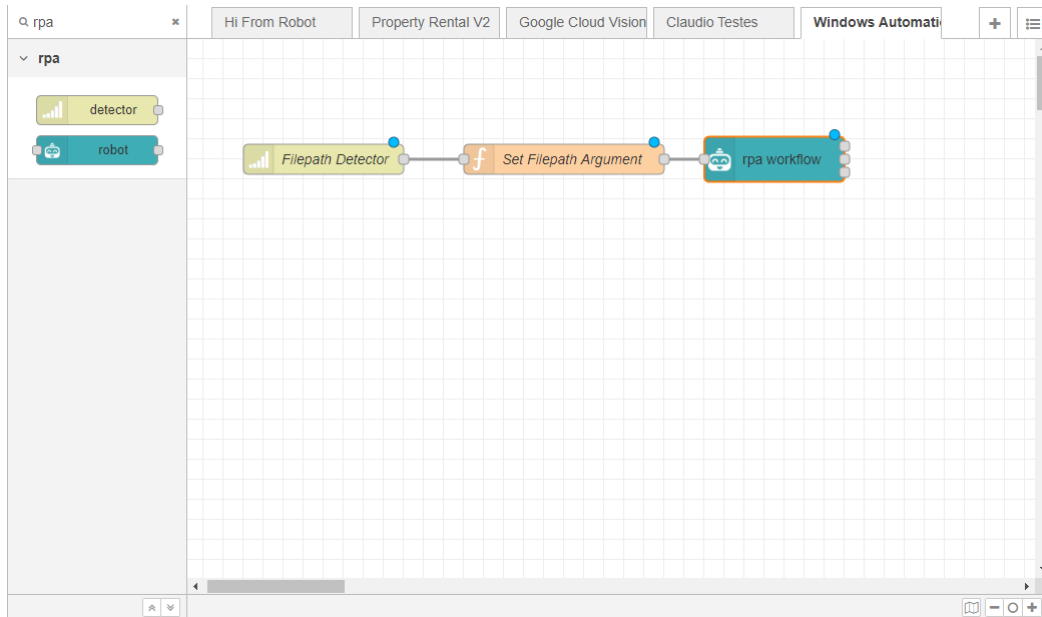 rpa
Hi From Robot
Property Rental V2
Google Cloud Vision
Claudio Testes
Windows Automati
rpa
detector
robot
Filepath Detector
Set Filepath Argument
rpa workflow